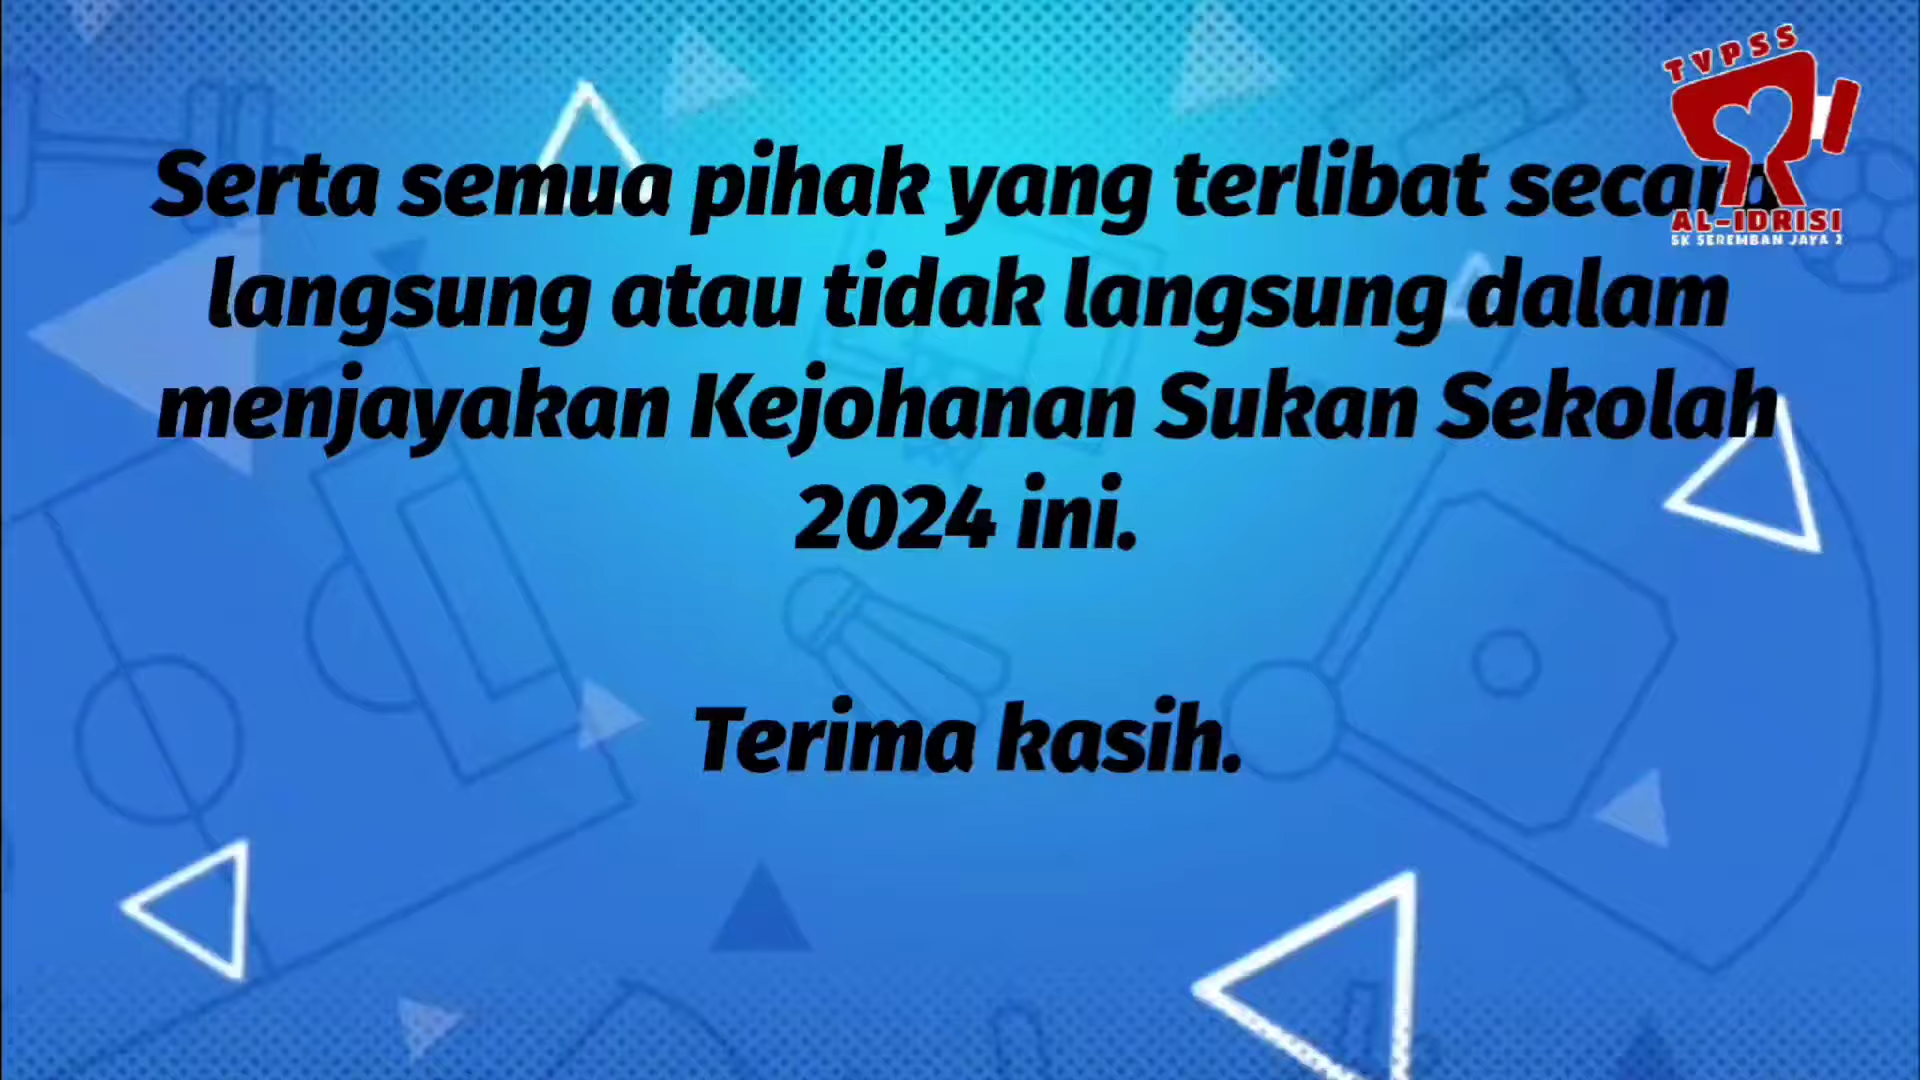 TVPSS
AL-IDRISI
SK SEREMBAN JAYA 2
Serta semua pihak yang terlibat secara
langsung atau tidak langsung dalam
menjayakan Kejohanan Sukan Sekolah
2024 ini.
Terima kasih.